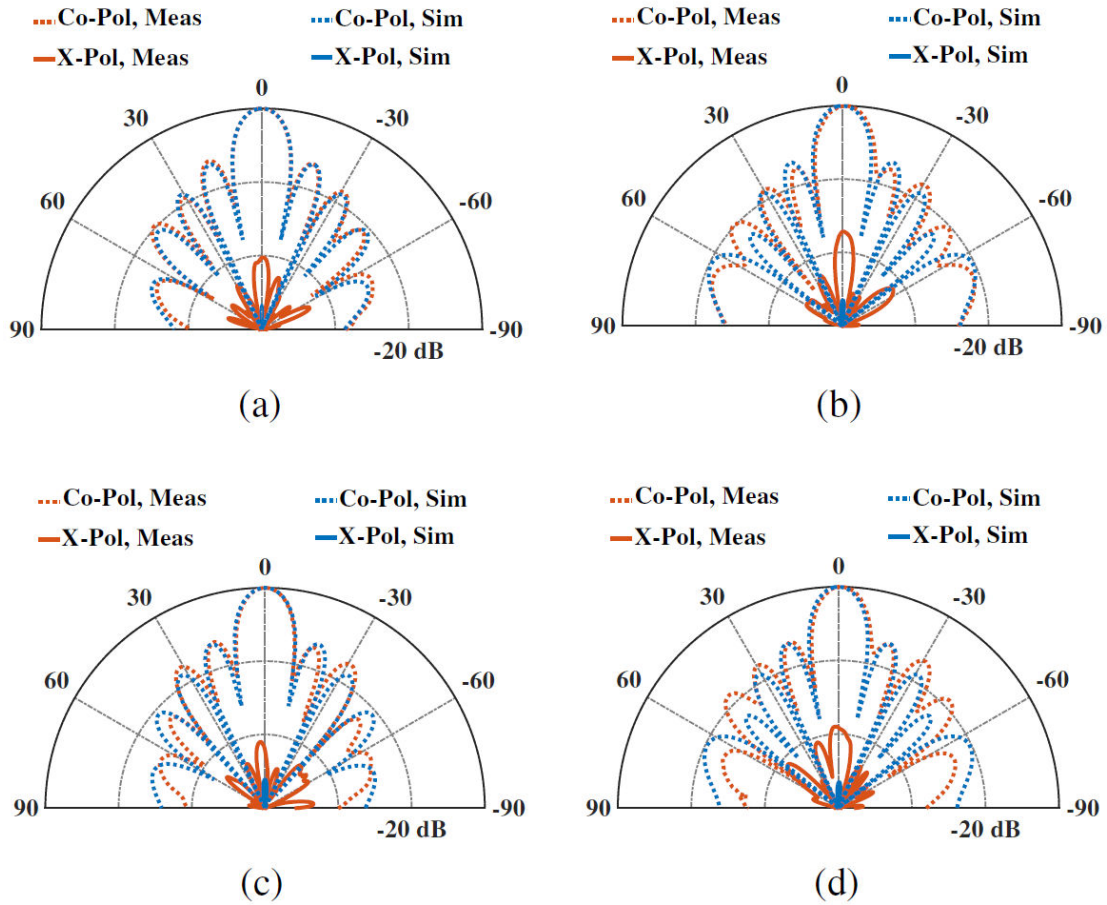 Co-Pol, Meas Co-Pol, Sim
X-Pol, Meas X-Pol, Sim
0
30 -30
60 -60
90 -90
-20 dB
(a)
Co-Pol, Meas Co-Pol, Sim
X-Pol, Meas X-Pol, Sim
0
30 -30
60 -60
90 -90
-20 dB
(b)
Co-Pol, Meas Co-Pol, Sim
X-Pol, Meas X-Pol, Sim
0
30 -30
60 -60
90 -90
-20 dB
(c)
Co-Pol, Meas Co-Pol, Sim
X-Pol, Meas X-Pol, Sim
0
30 -30
60 -60
90 -90
-20 dB
(d)